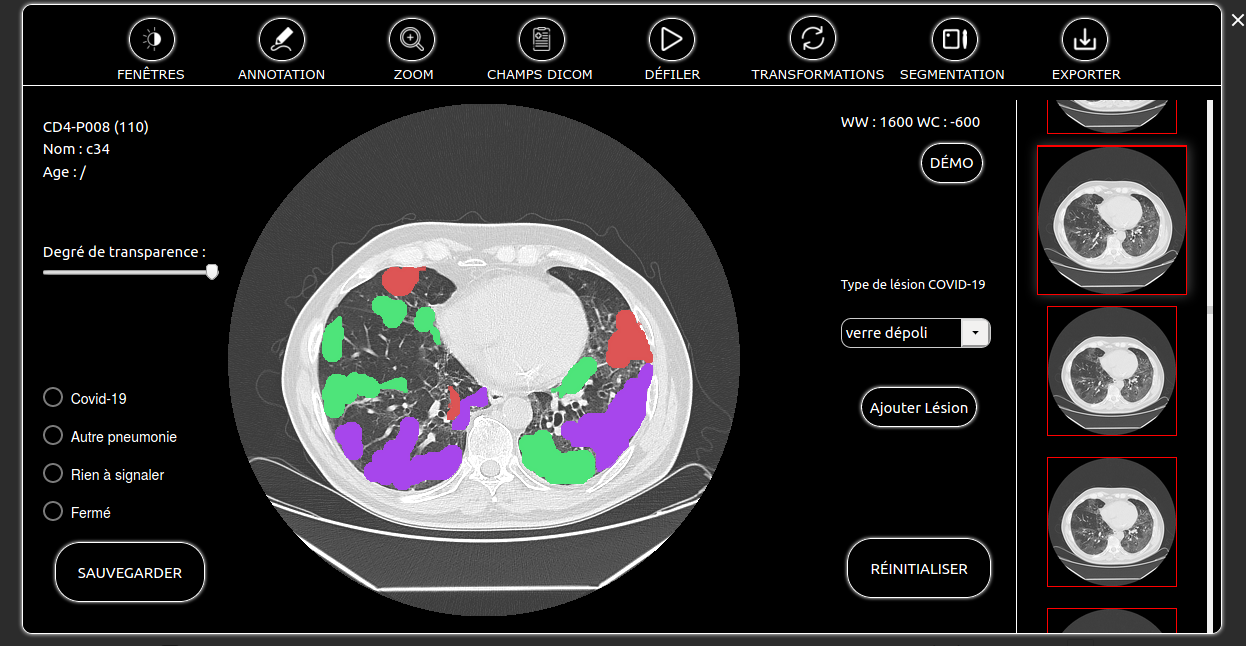 FENÊTRES
ANNOTATION
ZOOM
CHAMPS DICOM
DÉFILER
TRANSFORMATIONS
SEGMENTATION
EXPORTER
CD4-P008 (110)
Nom : c34
Age : /
Degré de transparence :
Covid-19
Autre pneumonie
Rien à signaler
Fermé
SAUVEGARDER
WW : 1600 WC : -600
DÉMO
Type de lésion COVID-19
verre dépoli
Ajouter Lésion
RÉINITIALISER